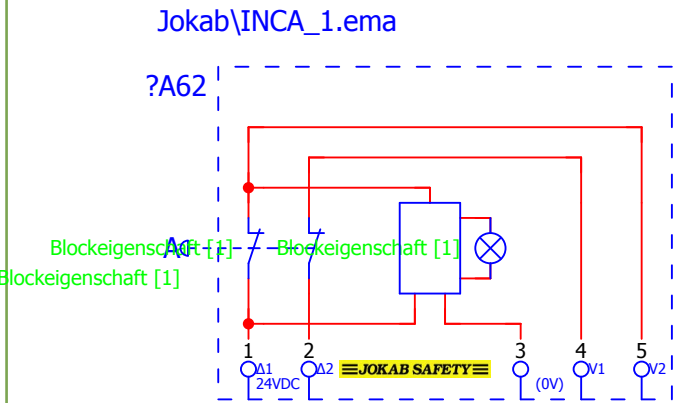 Jokab\INCA_1.ema
?A62
Blockeigenschaft [1] Blockeigenschaft [1]
Blockeigenschaft [1]
1 2 3 4 5
Δ1 Δ2 JOKAB SAFETY V1 V2
24VDC (0V)